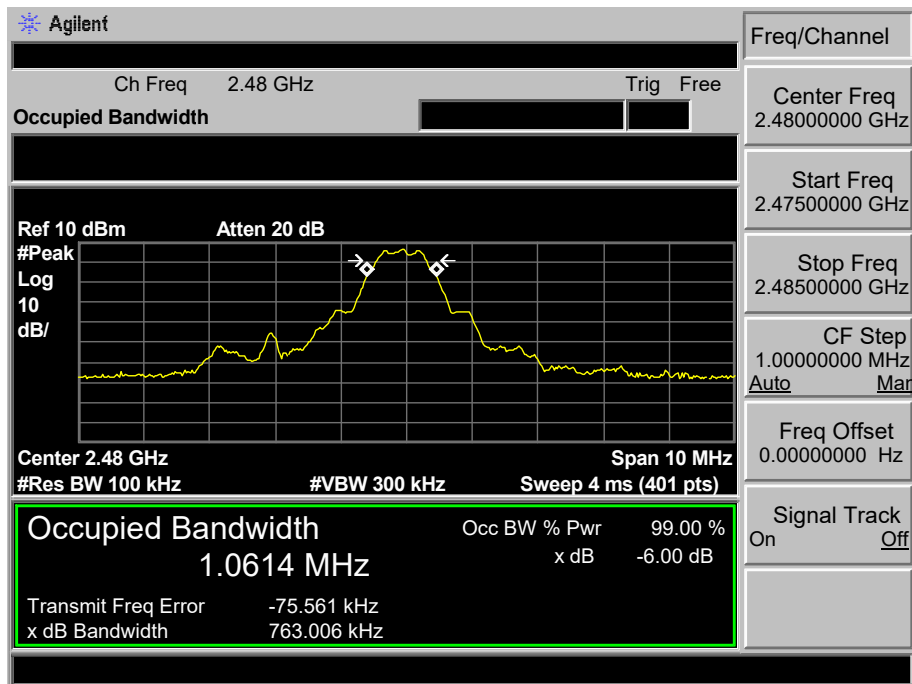 Agilent
Ch Freq 2.48 GHz Trig Free
Occupied Bandwidth
Ref 10 dBm Atten 20 dB
#Peak
Log
10
dB/
Center 2.48 GHz Span 10 MHz
#Res BW 100 kHz #VBW 300 kHz Sweep 4 ms (401 pts)
Occupied Bandwidth Occ BW % Pwr 99.00 %
1.0614 MHz x dB -6.00 dB
Transmit Freq Error -75.561 kHz
x dB Bandwidth 763.006 kHz
Freq/Channel
Center Freq
2.48000000 GHz
Start Freq
2.47500000 GHz
Stop Freq
2.48500000 GHz
CF Step
1.00000000 MHz
Auto Man
Freq Offset
0.00000000 Hz
Signal Track
On Off